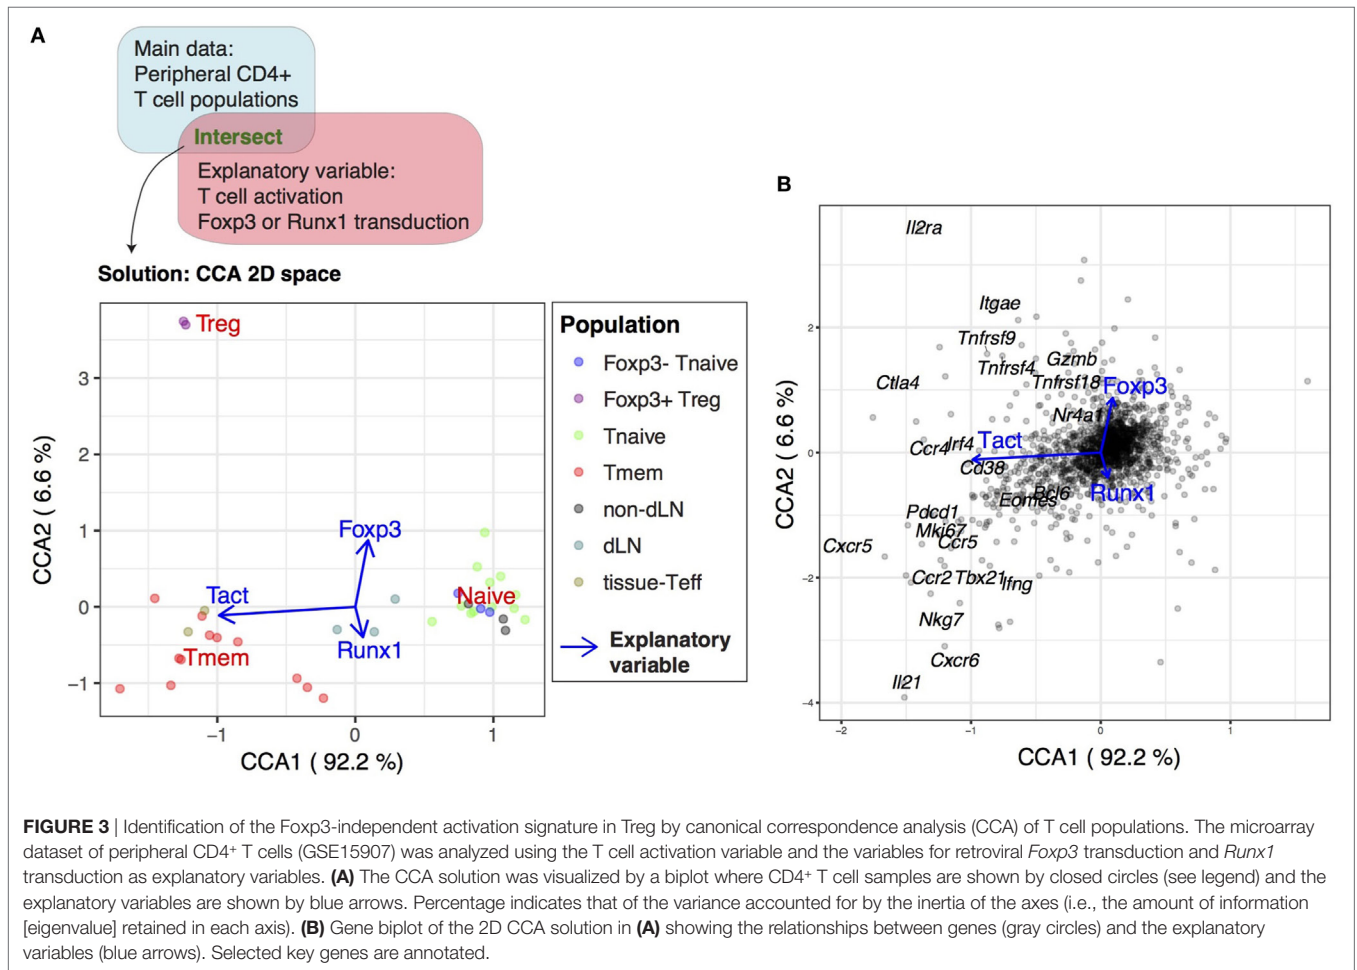 A
Main data:
Peripheral CD4+
T cell populations
Intersect
Explanatory variable:
T cell activation
Foxp3 or Runx1 transduction
Solution: CCA 2D space
Treg
Foxp3
Tact
Naive
Runx1
Tmem
3
2
1
0
−1
−1
0
1
CCA2 ( 6.6 %)
CCA1 ( 92.2 %)
Population
Foxp3- Tnaive
Foxp3+ Treg
Tnaive
Tmem
non-dLN
dLN
tissue-Teff
Explanatory
variable
B
Il2ra
Itgae
Tnfrsf9
Tnfrsf4
Gzmb
Ctla4
Tnfrsf18
Foxp3
Nr4a1
Tact
Ccr4
Irf4
Cd38
Bcl6
Runx1
Eomes
Pdcd1
Mki67
Ccr5
Cxcr5
Ccr2
Tbx21
Ifng
Nkg7
Cxcr6
Il21
2
0
−2
−4
−2
−1
0
1
CCA2 ( 6.6 %)
CCA1 ( 92.2 %)
FIGURE 3 | Identification of the Foxp3-independent activation signature in Treg by canonical correspondence analysis (CCA) of T cell populations. The microarray
dataset of peripheral CD4+ T cells (GSE15907) was analyzed using the T cell activation variable and the variables for retroviral Foxp3 transduction and Runx1
transduction as explanatory variables. (A) The CCA solution was visualized by a biplot where CD4+ T cell samples are shown by closed circles (see legend) and the
explanatory variables are shown by blue arrows. Percentage indicates that of the variance accounted for by the inertia of the axes (i.e., the amount of information
[eigenvalue] retained in each axis). (B) Gene biplot of the 2D CCA solution in (A) showing the relationships between genes (gray circles) and the explanatory
variables (blue arrows). Selected key genes are annotated.